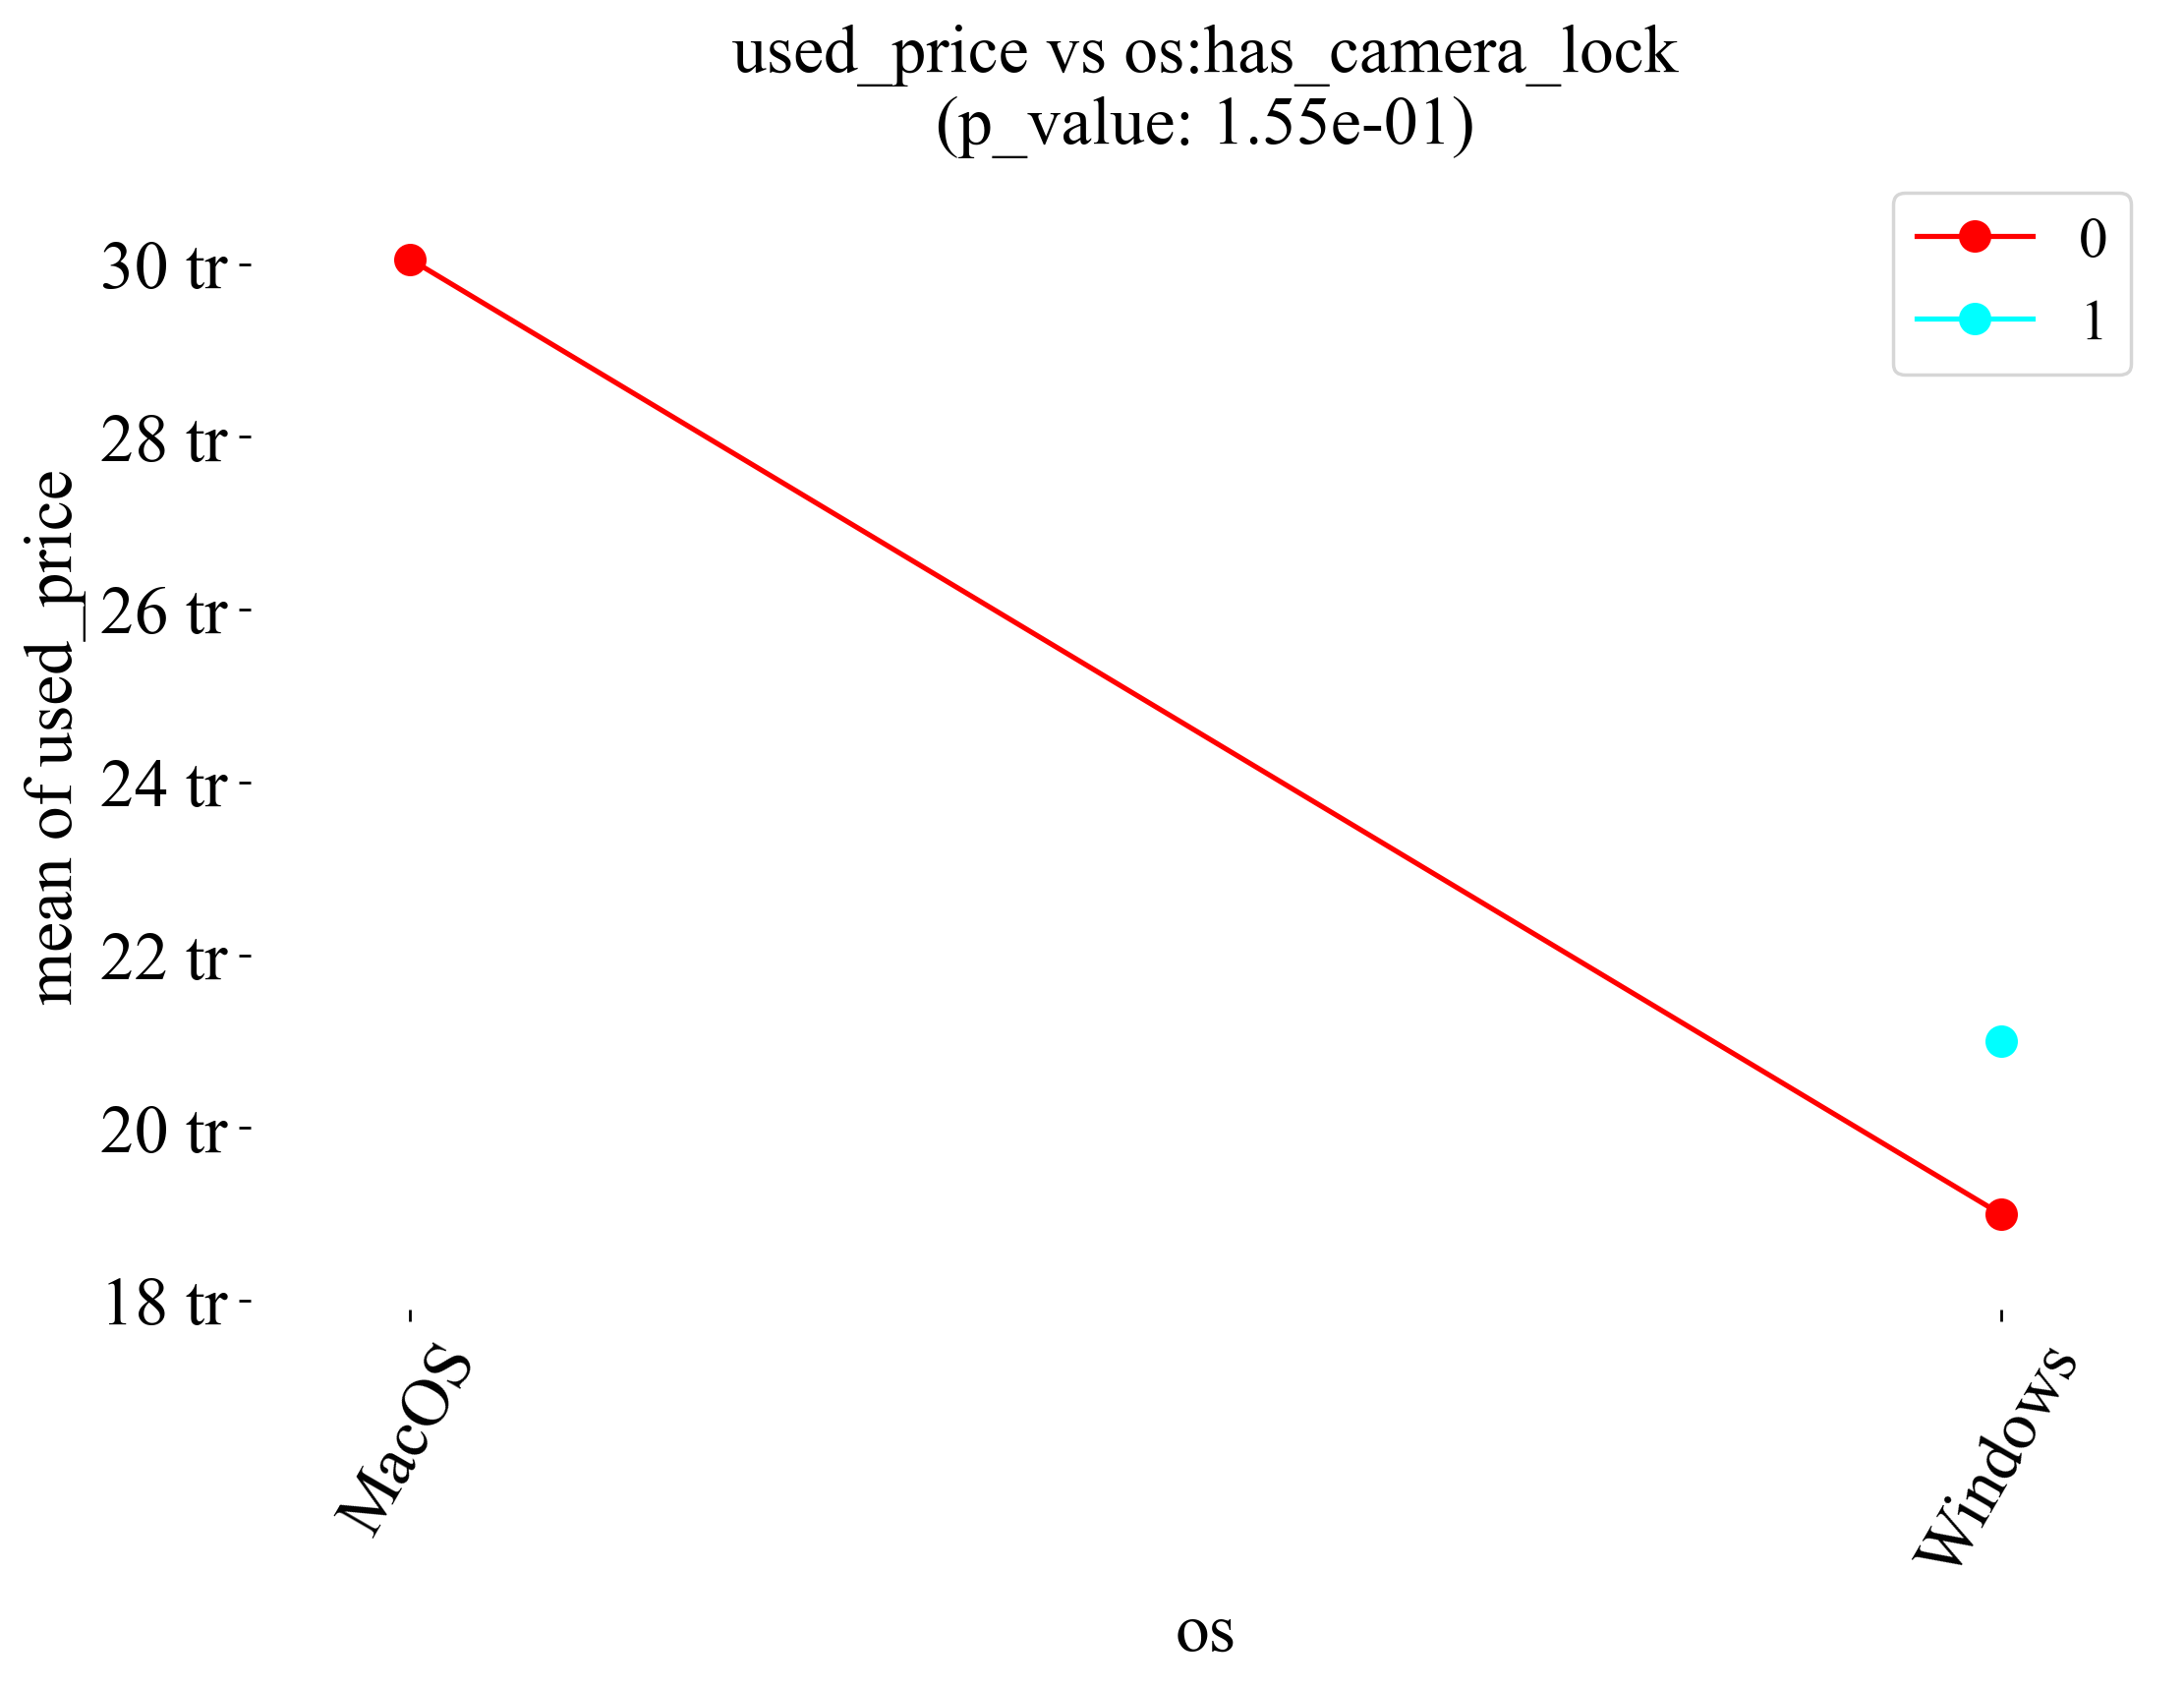 used_price vs os:has_camera_lock
(p_value: 1.55e-01)
0
1
mean of used_price
30 tr
28 tr
26 tr
24 tr
22 tr
20 tr
18 tr
MacOS
Windows
os